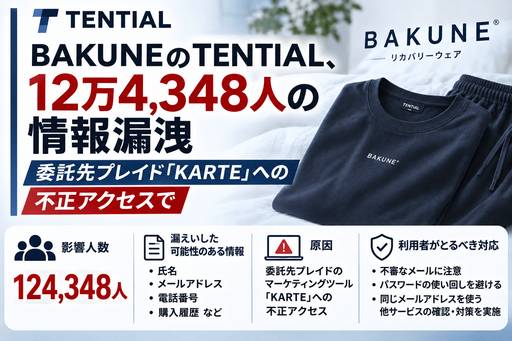 TENTIAL
BAKUNE®
リカバリーウェア
BAKUNEのTENTIAL、
12万4,348人の
情報漏洩
委託先プレイド「KARTE」への
不正アクセスで
TENTIAL
BAKUNE®
影響人数
124,348人
漏えいした
可能性のある情報
・氏名
・メールアドレス
・電話番号
・購入履歴 など
原因
委託先プレイドの
マーケティングツール
「KARTE」への
不正アクセス
利用者がとるべき対応
・不審なメールに注意
・パスワードの使い回しを避ける
・同じメールアドレスを使う
他サービスの確認・対策を実施